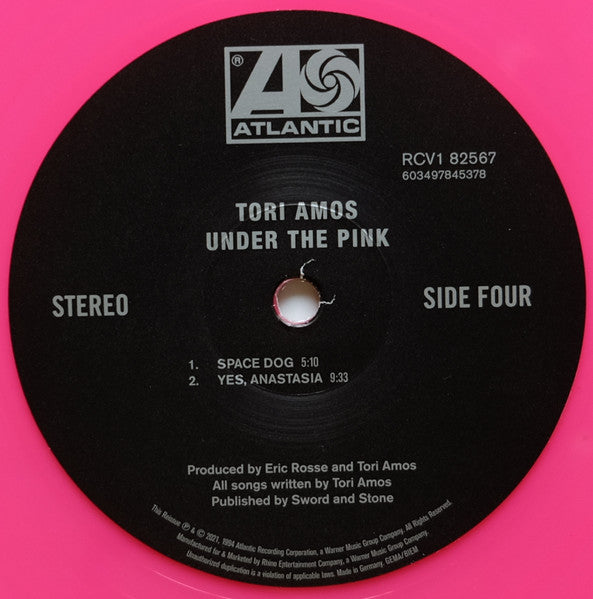 ®
ATLANTIC
RCV1 82567
603497845378
TORI AMOS
UNDER THE PINK
STEREO
SIDE FOUR
1. SPACE DOG 5:10
2. YES, ANASTASIA 9:33
Produced by Eric Rosse and Tori Amos
All songs written by Tori Amos
Published by Sword and Stone
This Reissue ℗ & © 2021, 1994 Atlantic Recording Corporation, a Warner Music Group Company. All Rights Reserved.
Manufactured for & Marketed by Rhino Entertainment Company, a Warner Music Group Company.
Unauthorized duplication is a violation of applicable laws. Made in Germany. GEMA/BIEM